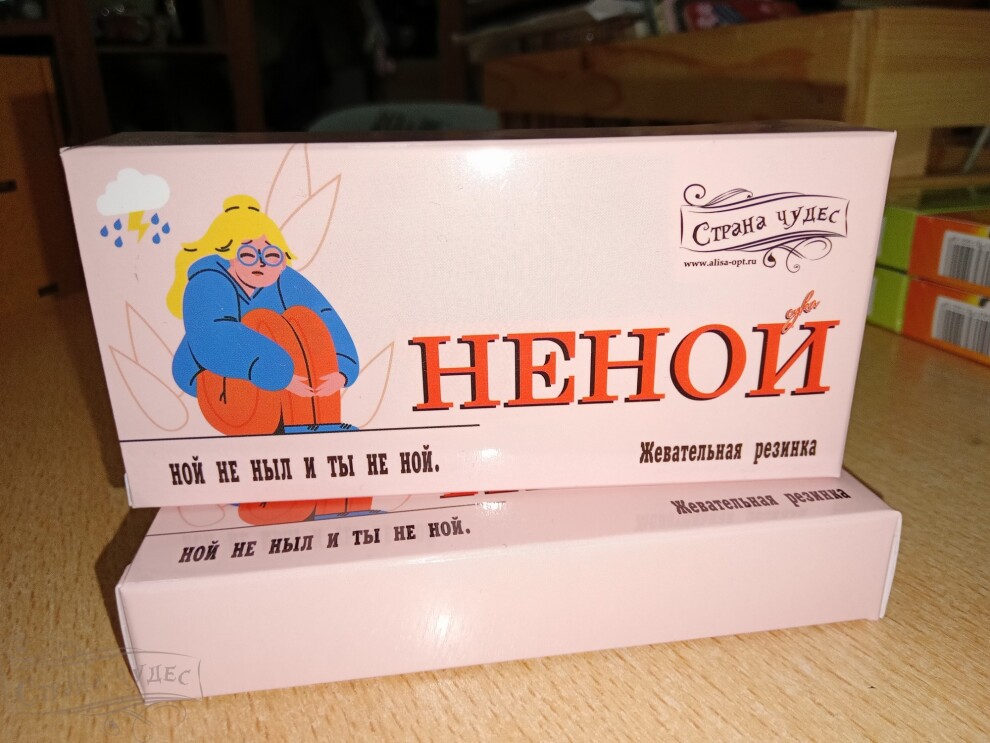 Страна чудес
www.alisa-opt.ru
НЕНОЙ
Жевательная резинка
НОЙ НЕ НЫЛ И ТЫ НЕ НОЙ.
Жевательная резинка
НОЙ НЕ НЫЛ И ТЫ НЕ НОЙ.
ЧУДЕС